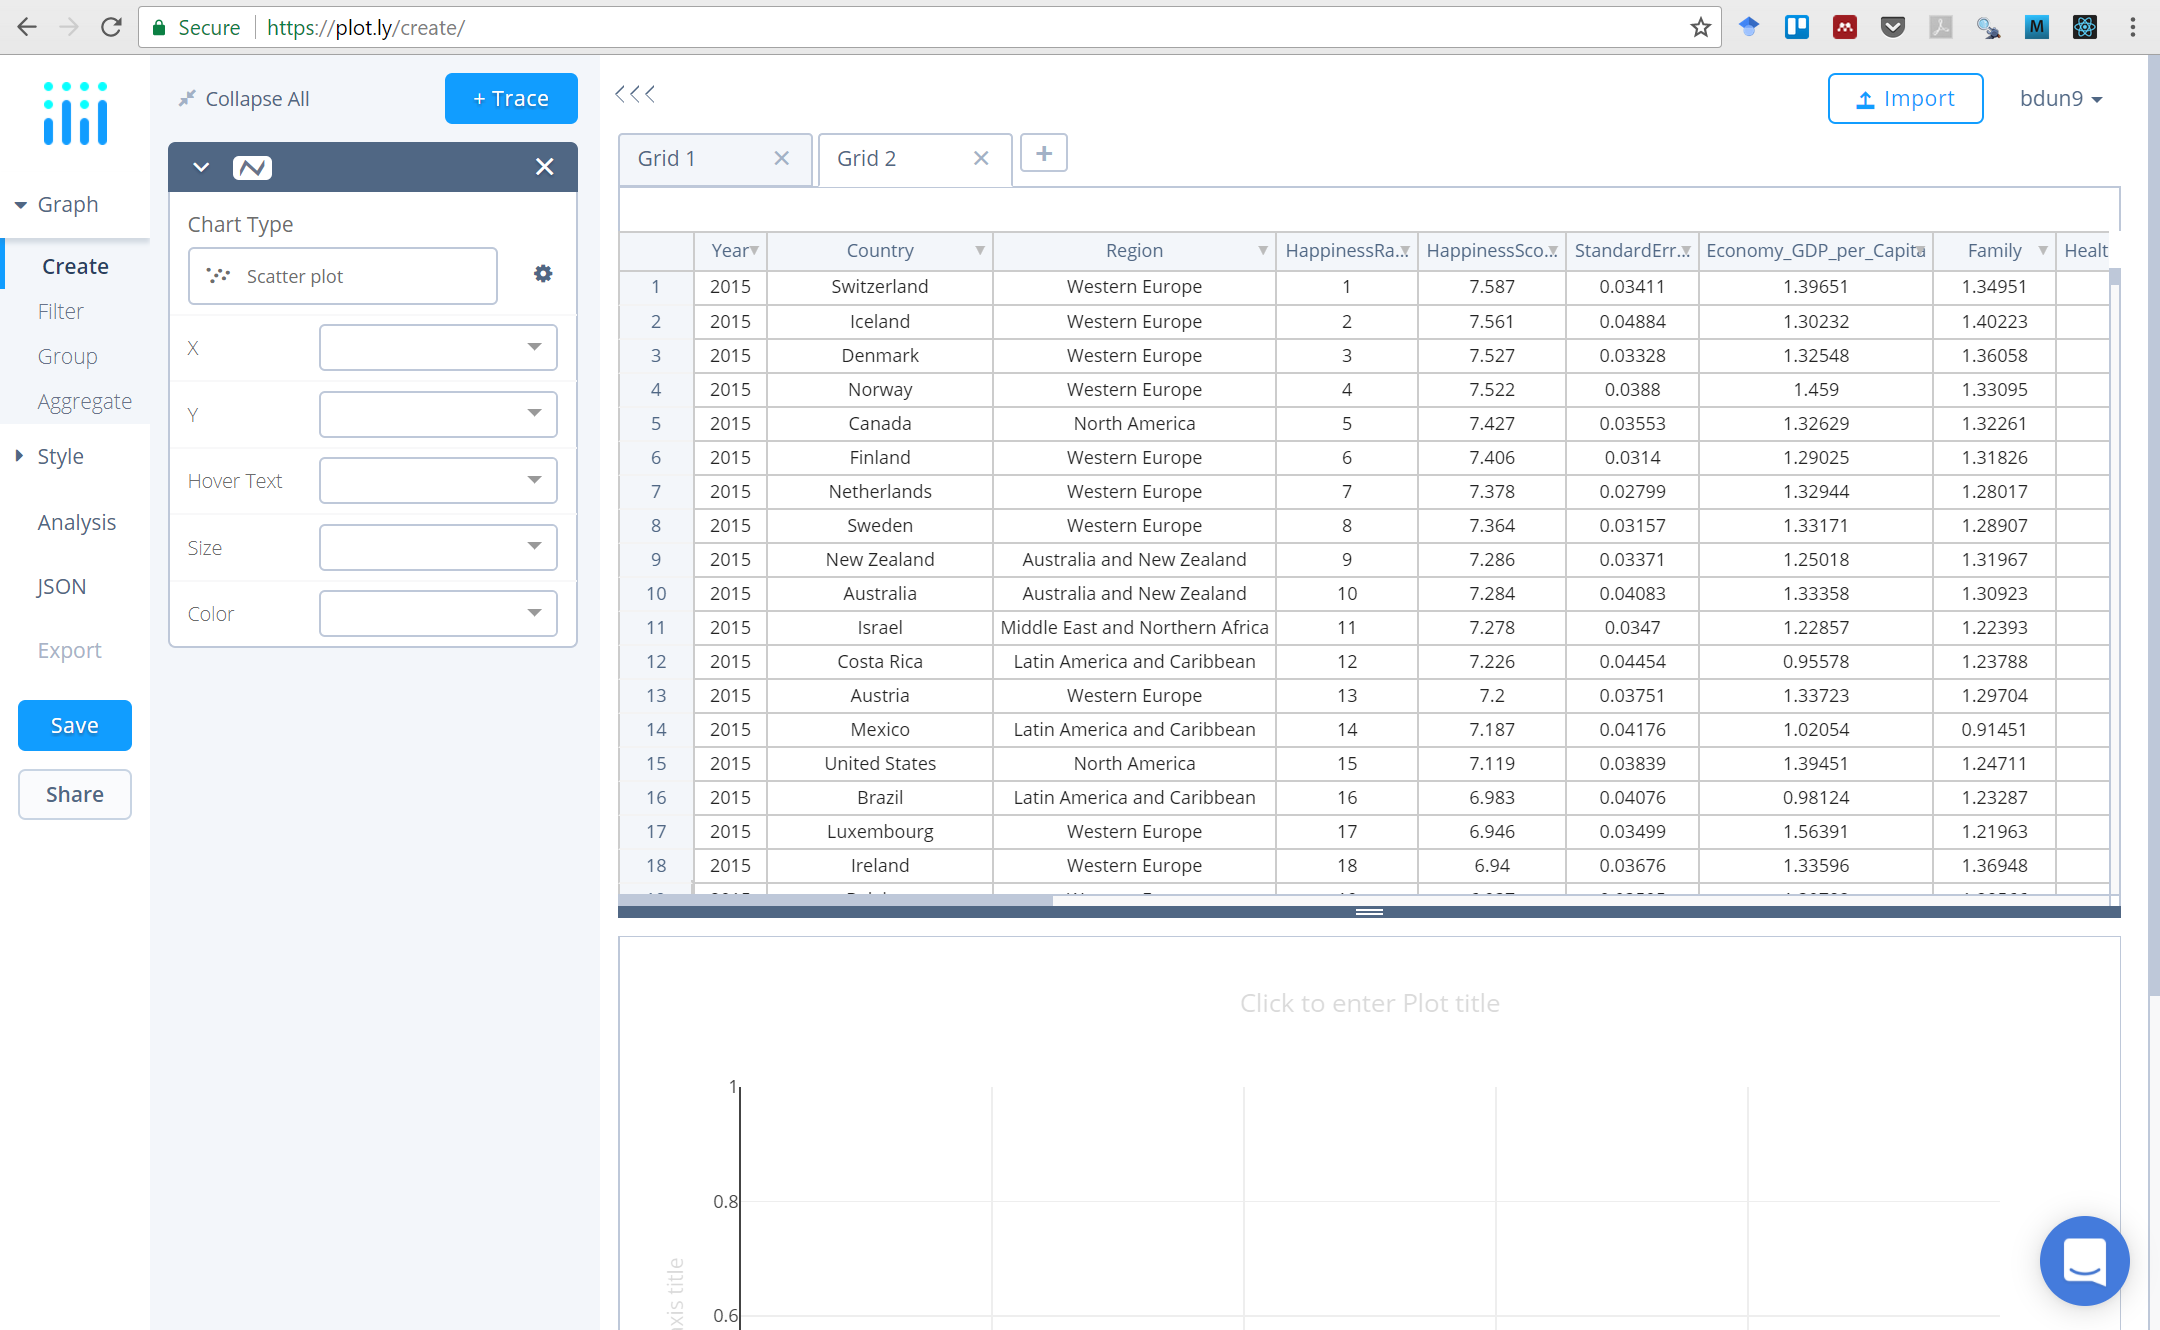 Secure https://plot.ly/create/
Collapse All + Trace
Import bdun9
Grid 1 Grid 2 +
Graph
Create
Filter
Group
Aggregate
Style
Analysis
JSON
Export
Save
Share
Chart Type
Scatter plot
X
Y
Hover Text
Size
Color
Year Country Region HappinessRa... HappinessSco... StandardErr... Economy_GDP_per_Capita Family Healt
1 2015 Switzerland Western Europe 1 7.587 0.03411 1.39651 1.34951
2 2015 Iceland Western Europe 2 7.561 0.04884 1.30232 1.40223
3 2015 Denmark Western Europe 3 7.527 0.03328 1.32548 1.36058
4 2015 Norway Western Europe 4 7.522 0.0388 1.459 1.33095
5 2015 Canada North America 5 7.427 0.03553 1.32629 1.32261
6 2015 Finland Western Europe 6 7.406 0.0314 1.29025 1.31826
7 2015 Netherlands Western Europe 7 7.378 0.02799 1.32944 1.28017
8 2015 Sweden Western Europe 8 7.364 0.03157 1.33171 1.28907
9 2015 New Zealand Australia and New Zealand 9 7.286 0.03371 1.25018 1.31967
10 2015 Australia Australia and New Zealand 10 7.284 0.04083 1.33358 1.30923
11 2015 Israel Middle East and Northern Africa 11 7.278 0.0347 1.22857 1.22393
12 2015 Costa Rica Latin America and Caribbean 12 7.226 0.04454 0.95578 1.23788
13 2015 Austria Western Europe 13 7.2 0.03751 1.33723 1.29704
14 2015 Mexico Latin America and Caribbean 14 7.187 0.04176 1.02054 0.91451
15 2015 United States North America 15 7.119 0.03839 1.39451 1.24711
16 2015 Brazil Latin America and Caribbean 16 6.983 0.04076 0.98124 1.23287
17 2015 Luxembourg Western Europe 17 6.946 0.03499 1.56391 1.21963
18 2015 Ireland Western Europe 18 6.94 0.03676 1.33596 1.36948
Click to enter Plot title
1
0.8
0.6
axis title